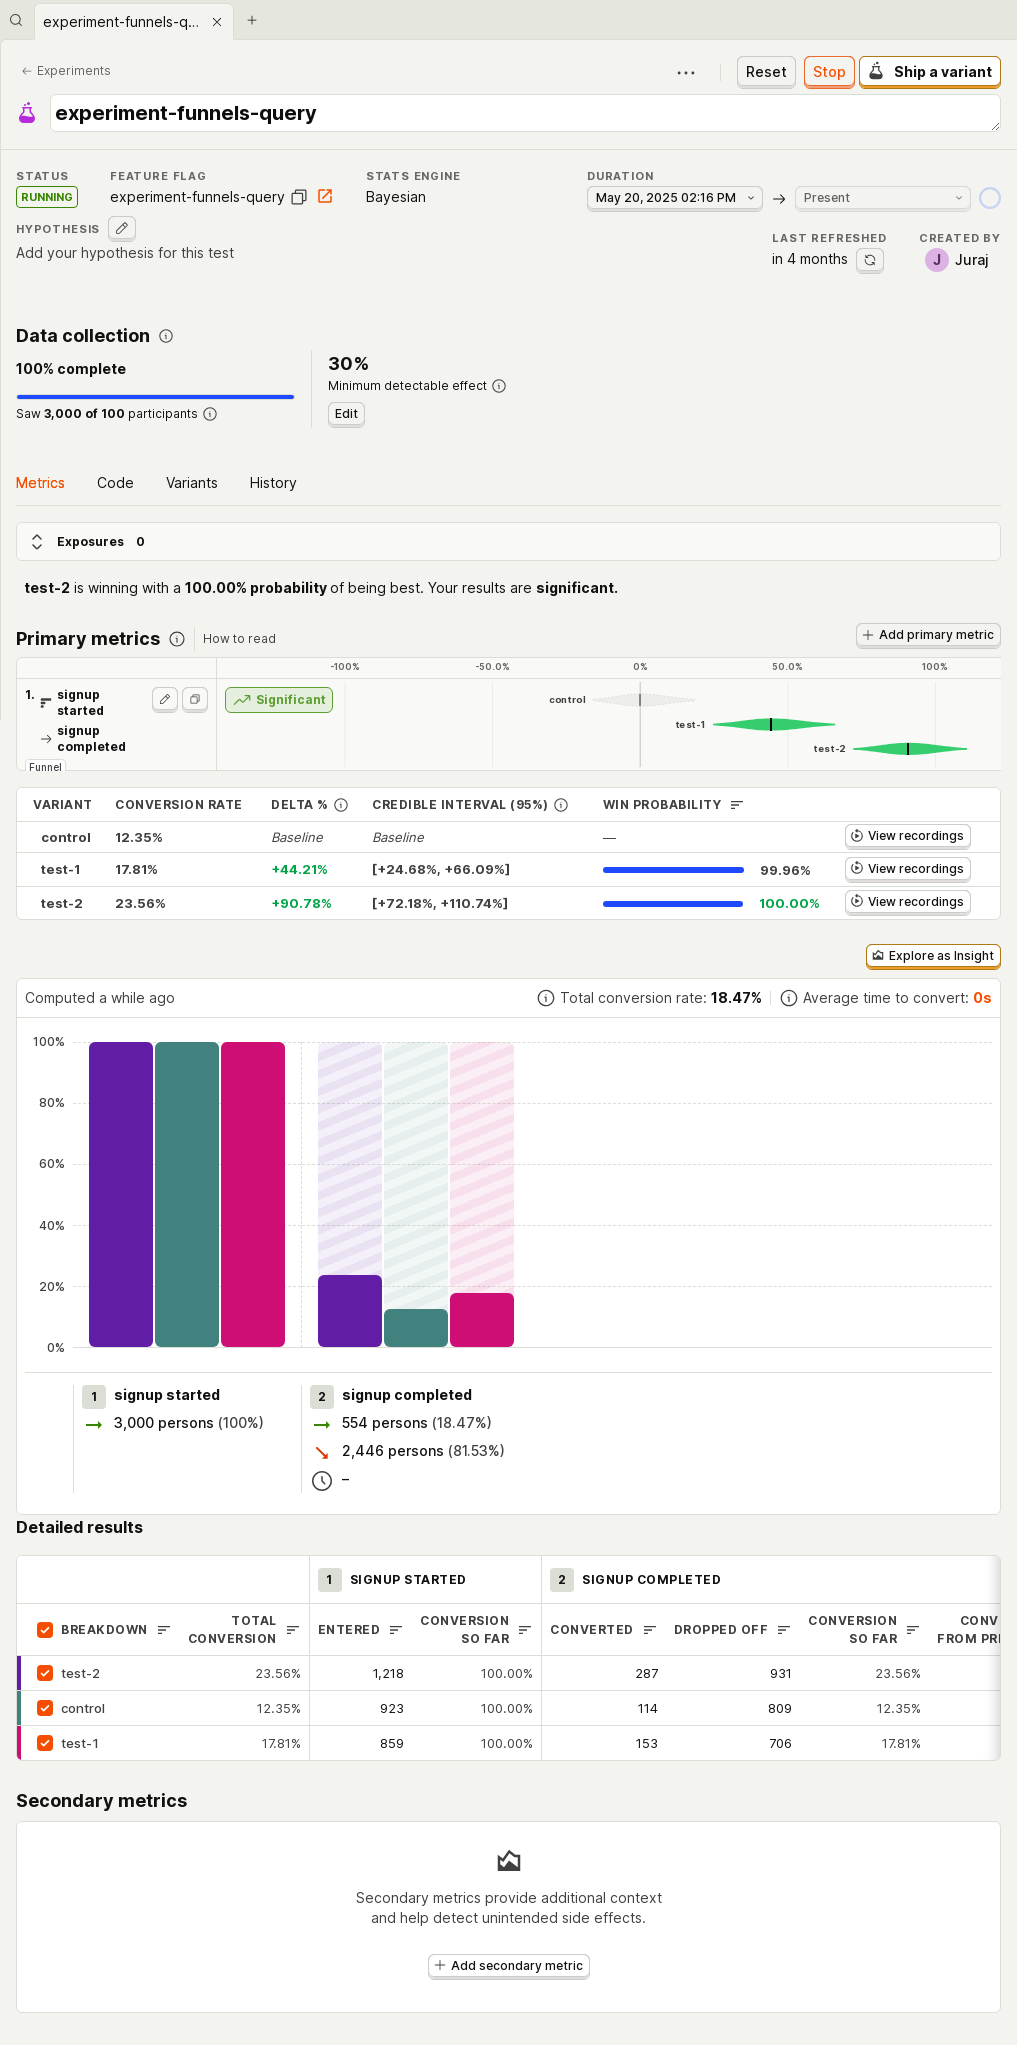 experiment-funnels-q...
Experiments
Reset
Stop
Ship a variant
experiment-funnels-query
STATUS
RUNNING
FEATURE FLAG
experiment-funnels-query
STATS ENGINE
Bayesian
DURATION
May 20, 2025 02:16 PM
Present
HYPOTHESIS
Add your hypothesis for this test
LAST REFRESHED
in 4 months
CREATED BY
J Juraj
Data collection
100% complete
Saw 3,000 of 100 participants
30%
Minimum detectable effect
Edit
Metrics Code Variants History
Exposures 0
test-2 is winning with a 100.00% probability of being best. Your results are significant.
Primary metrics How to read
Add primary metric
-100% -50.0% 0% 50.0% 100%
1. signup started
signup completed
Funnel
Significant
control
test-1
test-2
VARIANT CONVERSION RATE DELTA % CREDIBLE INTERVAL (95%) WIN PROBABILITY
control 12.35% Baseline Baseline — View recordings
test-1 17.81% +44.21% [+24.68%, +66.09%] 99.96% View recordings
test-2 23.56% +90.78% [+72.18%, +110.74%] 100.00% View recordings
Explore as Insight
Computed a while ago
Total conversion rate: 18.47%
Average time to convert: 0s
100%
80%
60%
40%
20%
0%
1 signup started
3,000 persons (100%)
2 signup completed
554 persons (18.47%)
2,446 persons (81.53%)
–
Detailed results
1 SIGNUP STARTED 2 SIGNUP COMPLETED
BREAKDOWN TOTAL CONVERSION ENTERED CONVERSION SO FAR CONVERTED DROPPED OFF CONVERSION SO FAR CONV FROM PRE
test-2 23.56% 1,218 100.00% 287 931 23.56%
control 12.35% 923 100.00% 114 809 12.35%
test-1 17.81% 859 100.00% 153 706 17.81%
Secondary metrics
Secondary metrics provide additional context
and help detect unintended side effects.
Add secondary metric